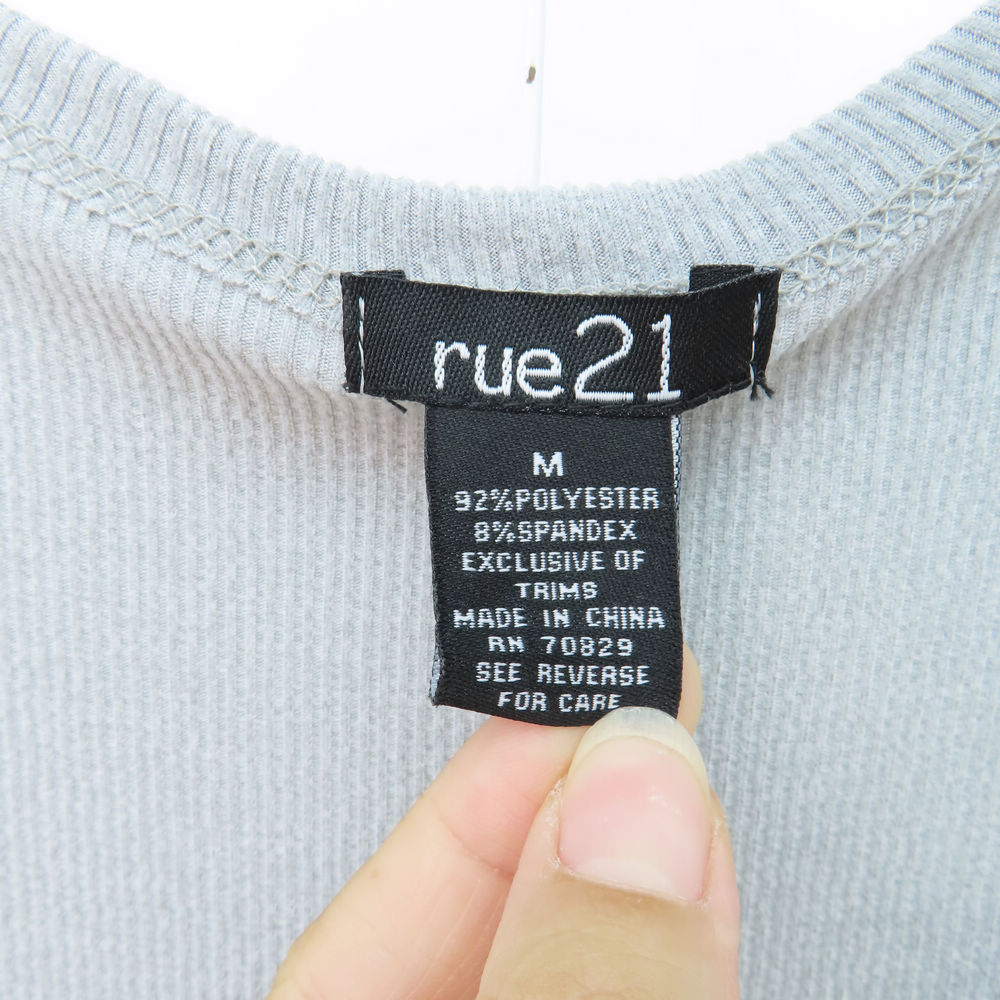 rue21
M
92%POLYESTER
8%SPANDEX
EXCLUSIVE OF
TRIMS
MADE IN CHINA
RN 70829
SEE REVERSE
FOR CARE